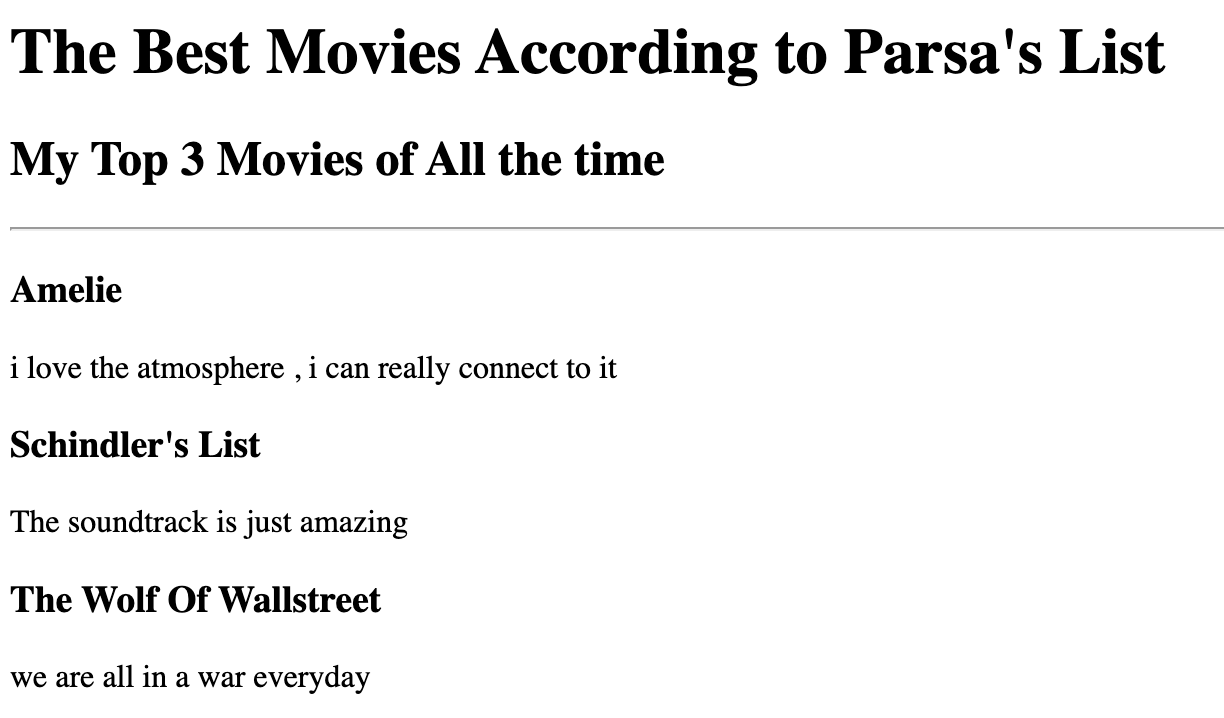 The Best Movies According to Parsa's List
My Top 3 Movies of All the time
Amelie
i love the atmosphere , i can really connect to it
Schindler's List
The soundtrack is just amazing
The Wolf Of Wallstreet
we are all in a war everyday